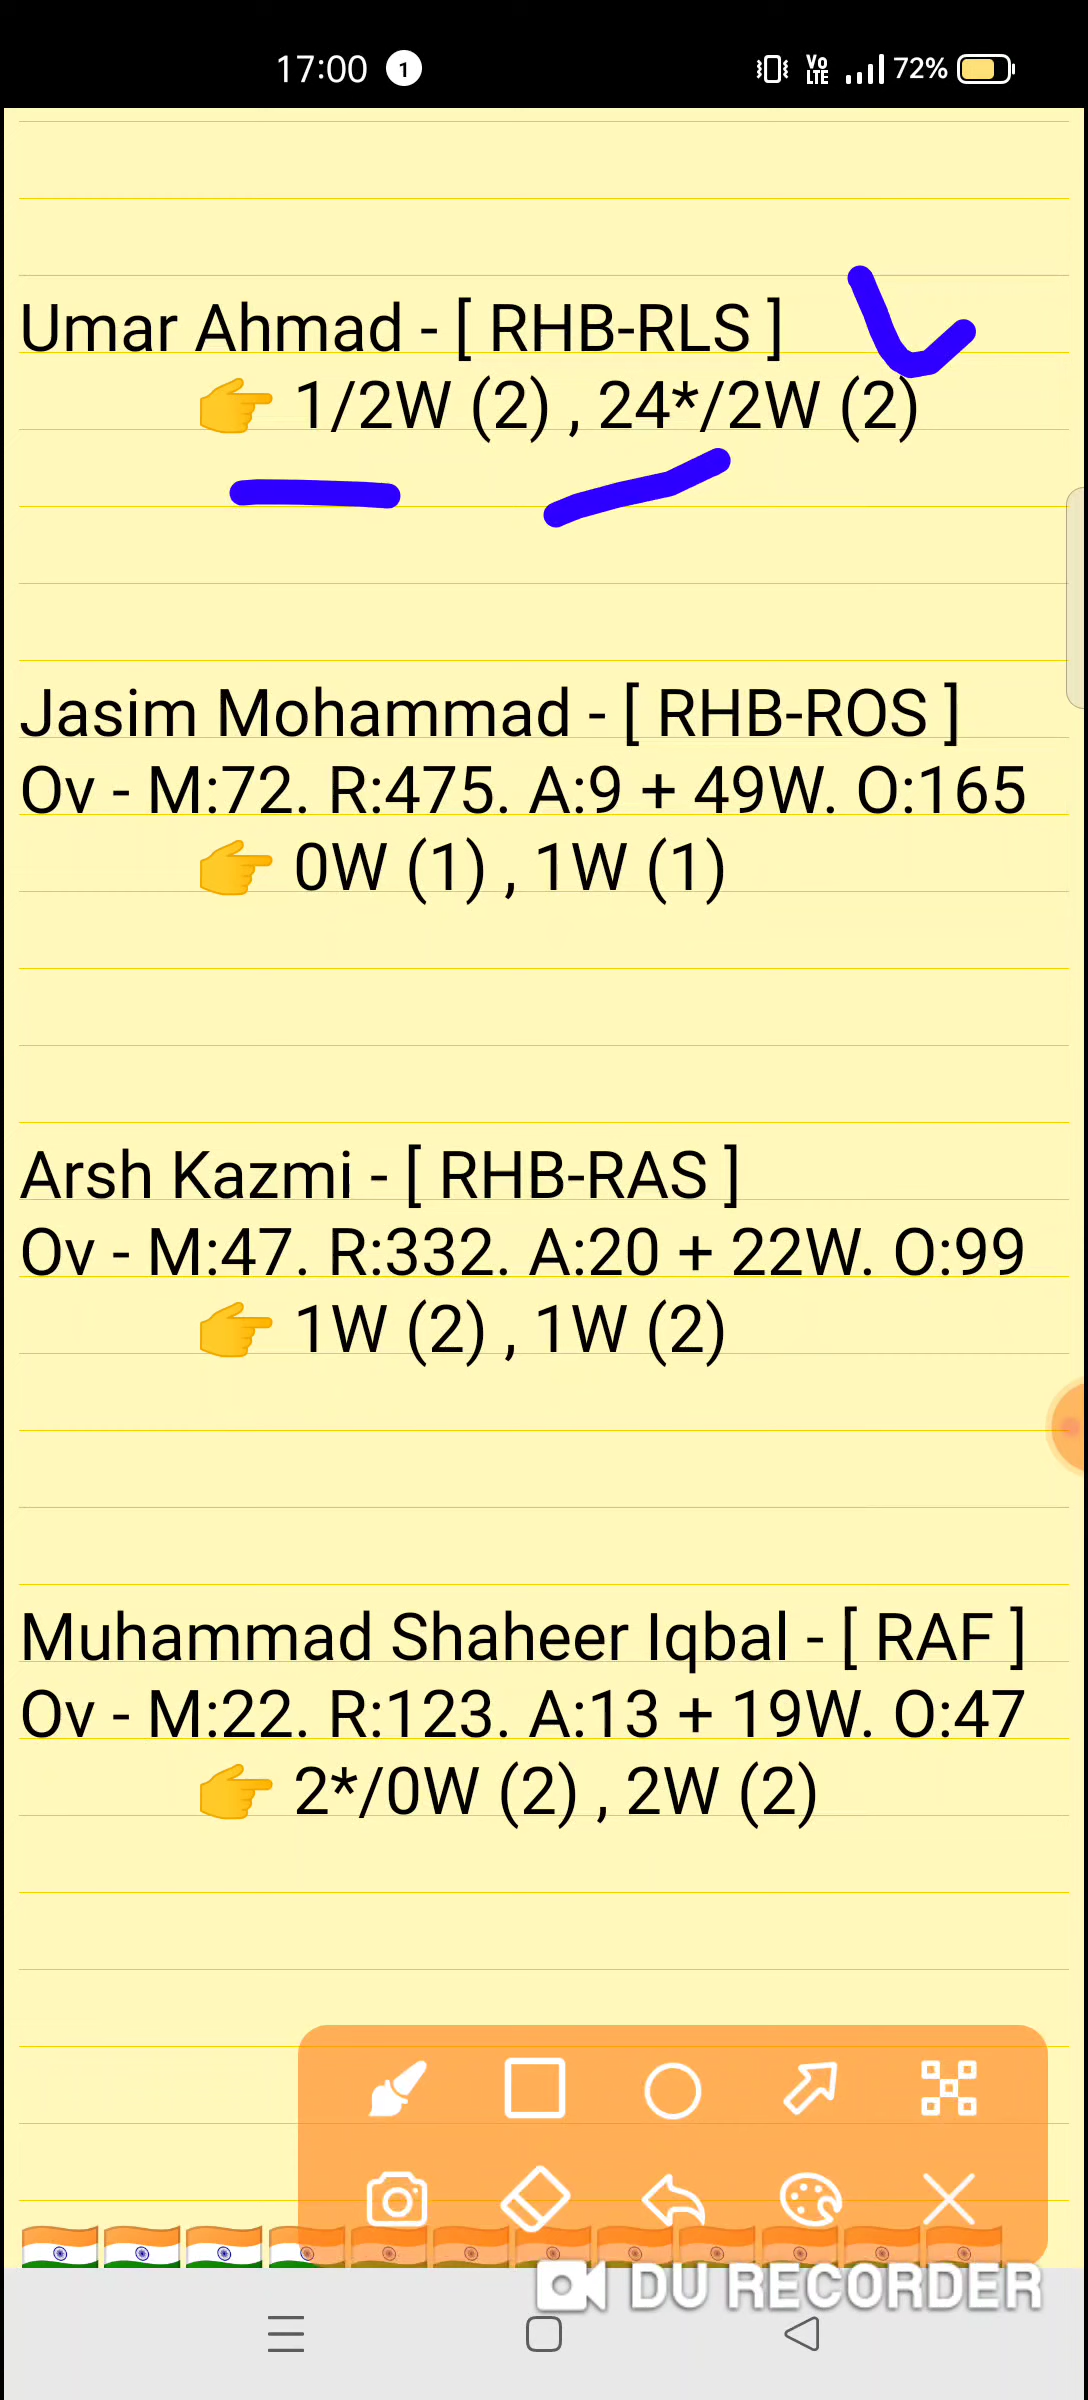 17:00 1 Vo LTE 72%
Umar Ahmad - [ RHB-RLS ]
👉 1/2W (2) , 24*/2W (2)
Jasim Mohammad - [ RHB-ROS ]
Ov - M:72. R:475. A:9 + 49W. O:165
👉 0W (1) , 1W (1)
Arsh Kazmi - [ RHB-RAS ]
Ov - M:47. R:332. A:20 + 22W. O:99
👉 1W (2) , 1W (2)
Muhammad Shaheer Iqbal - [ RAF ]
Ov - M:22. R:123. A:13 + 19W. O:47
👉 2*/0W (2) , 2W (2)
DU RECORDER